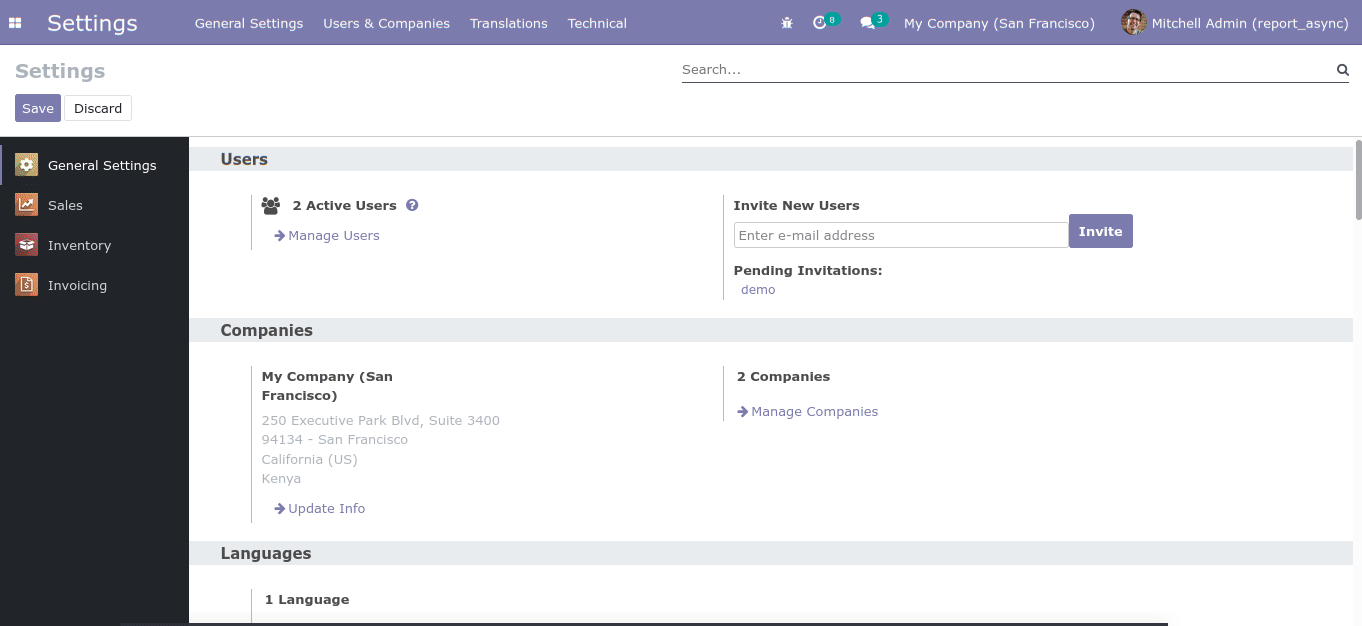 Settings
General Settings
Users & Companies
Translations
Technical
8
3
My Company (San Francisco)
Mitchell Admin (report_async)
Settings
Search...
Save
Discard
General Settings
Sales
Inventory
Invoicing
Users
2 Active Users
Manage Users
Invite New Users
Enter e-mail address
Invite
Pending Invitations:
demo
Companies
My Company (San
Francisco)
250 Executive Park Blvd, Suite 3400
94134 - San Francisco
California (US)
Kenya
Update Info
2 Companies
Manage Companies
Languages
1 Language